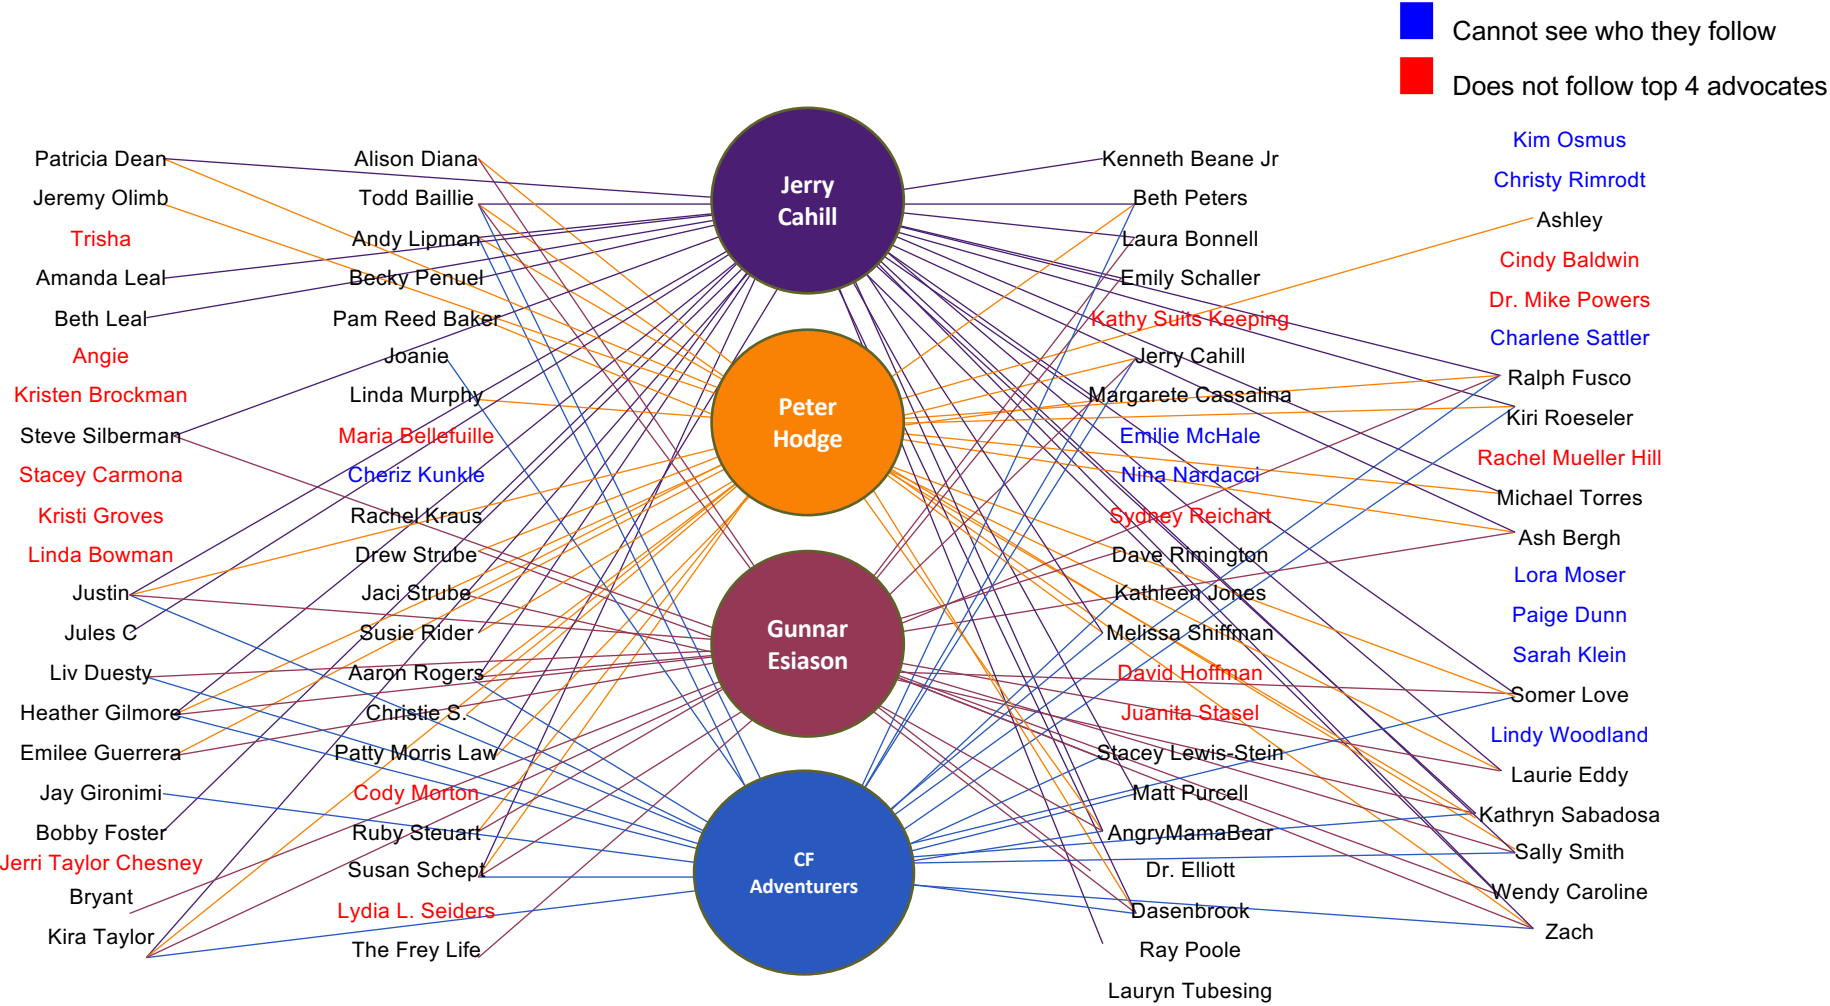 Cannot see who they follow
Does not follow top 4 advocates
Patricia Dean
Jeremy Olimb
Trisha
Amanda Leal
Beth Leal
Angie
Kristen Brockman
Steve Silberman
Stacey Carmona
Kristi Groves
Linda Bowman
Justin
Jules C
Liv Duesty
Heather Gilmore
Emilee Guerrera
Jay Gironimi
Bobby Foster
Jerri Taylor Chesney
Bryant
Kira Taylor
Alison Diana
Todd Baillie
Andy Lipman
Becky Penuel
Pam Reed Baker
Joanie
Linda Murphy
Maria Bellefuille
Cheriz Kunkle
Rachel Kraus
Drew Strube
Jaci Strube
Susie Rider
Aaron Rogers
Christie S.
Patty Morris Law
Cody Morton
Ruby Steuart
Susan Schept
Lydia L. Seiders
The Frey Life
Jerry
Cahill
Peter
Hodge
Gunnar
Esiason
CF
Adventurers
Kenneth Beane Jr
Beth Peters
Laura Bonnell
Emily Schaller
Kathy Suits Keeping
Jerry Cahill
Margarete Cassalina
Emilie McHale
Nina Nardacci
Sydney Reichart
Dave Rimington
Kathleen Jones
Melissa Shiffman
David Hoffman
Juanita Stasel
Stacey Lewis-Stein
Matt Purcell
AngryMamaBear
Dr. Elliott
Dasenbrook
Ray Poole
Lauryn Tubesing
Kim Osmus
Christy Rimrodt
Ashley
Cindy Baldwin
Dr. Mike Powers
Charlene Sattler
Ralph Fusco
Kiri Roeseler
Rachel Mueller Hill
Michael Torres
Ash Bergh
Lora Moser
Paige Dunn
Sarah Klein
Somer Love
Lindy Woodland
Laurie Eddy
Kathryn Sabadosa
Sally Smith
Wendy Caroline
Zach